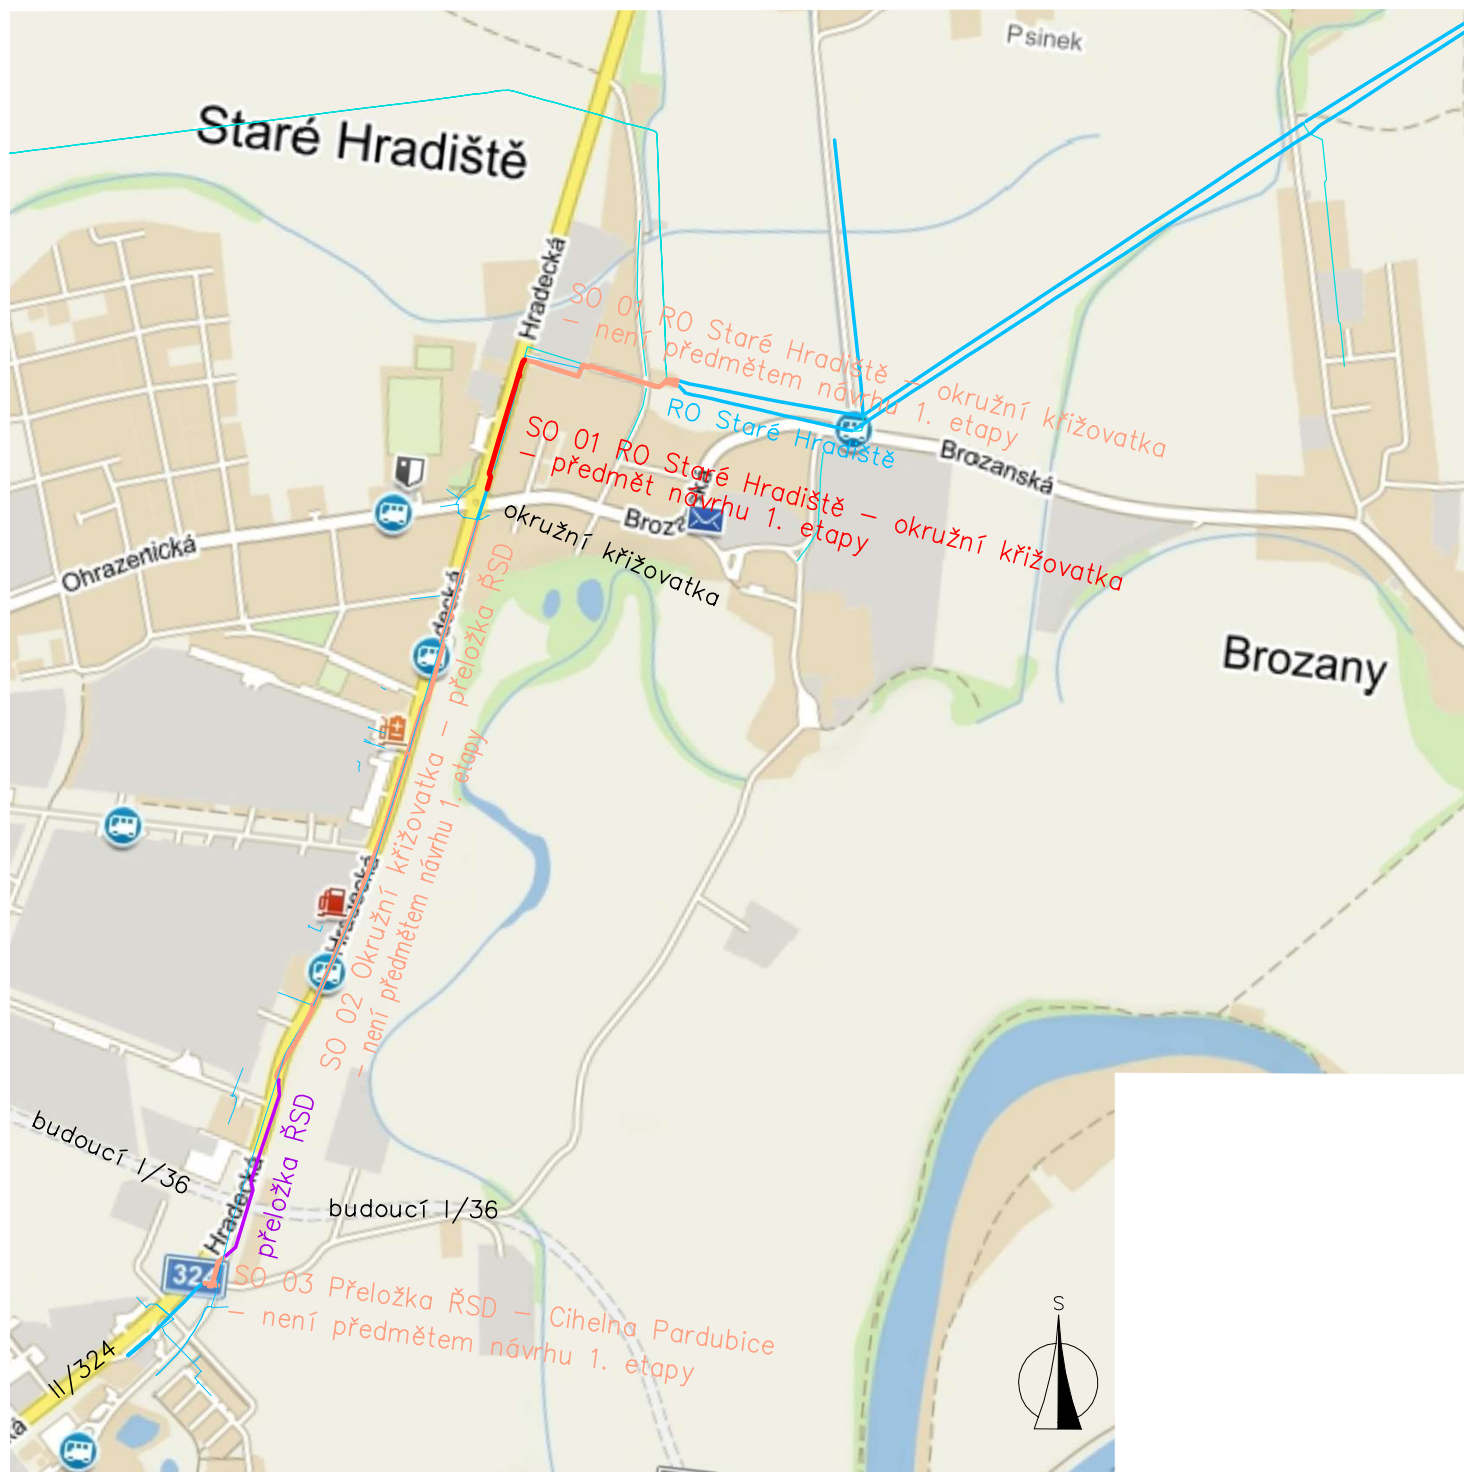 Psinek
Staré Hradiště
Hradecká
SO 01 RO Staré Hradiště – okružní křižovatka
– není předmětem návrhu 1. etapy
RO Staré Hradiště
SO 01 RO Staré Hradiště – okružní křižovatka
– předmět návrhu 1. etapy
Brozanská
okružní křižovatka
Ohrazenická
Brozany
SO 02 Okružní křižovatka – přeložka ŘSD
– není předmětem návrhu 1. etapy
Hradecká
přeložka ŘSD
budoucí I/36
budoucí I/36
Hradecká
324
SO 03 Přeložka ŘSD – Cihelna Pardubice
– není předmětem návrhu 1. etapy
II/324
S